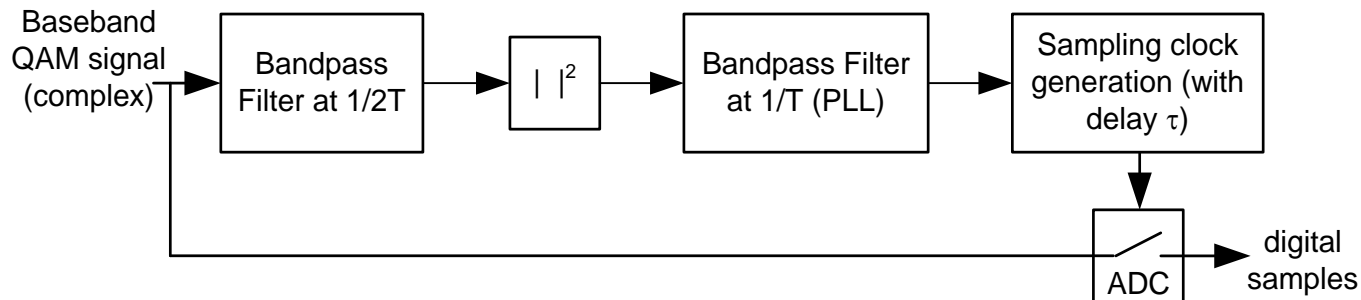 Baseband
QAM signal
(complex)
Bandpass
Filter at 1/2T
| |²
Bandpass Filter
at 1/T (PLL)
Sampling clock
generation (with
delay τ)
ADC
digital
samples